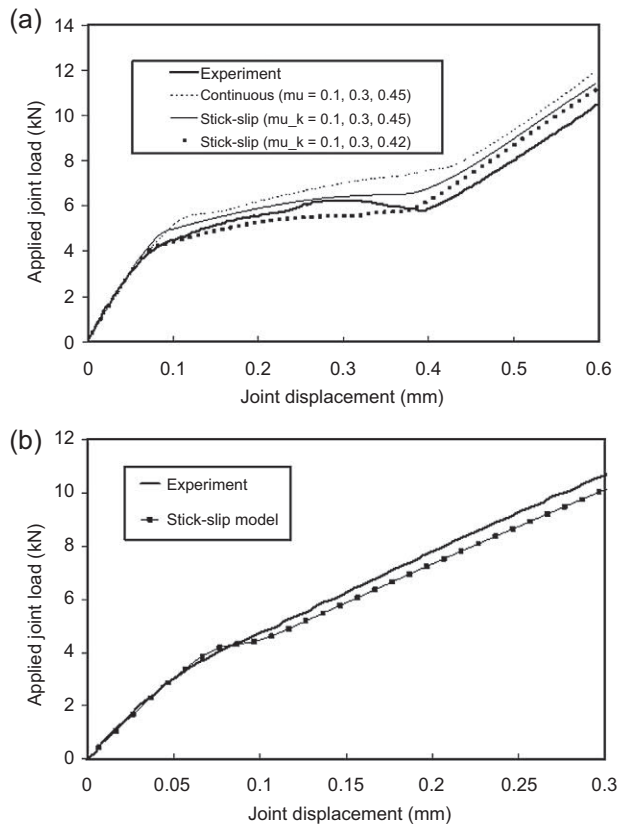 (a)
14
12
10
8
6
4
2
0
Applied joint load (kN)
Experiment
Continuous (mu = 0.1, 0.3, 0.45)
Stick-slip (mu_k = 0.1, 0.3, 0.45)
Stick-slip (mu_k = 0.1, 0.3, 0.42)
0 0.1 0.2 0.3 0.4 0.5 0.6
Joint displacement (mm)
(b)
12
10
8
6
4
2
0
Applied joint load (kN)
Experiment
Stick-slip model
0 0.05 0.1 0.15 0.2 0.25 0.3
Joint displacement (mm)